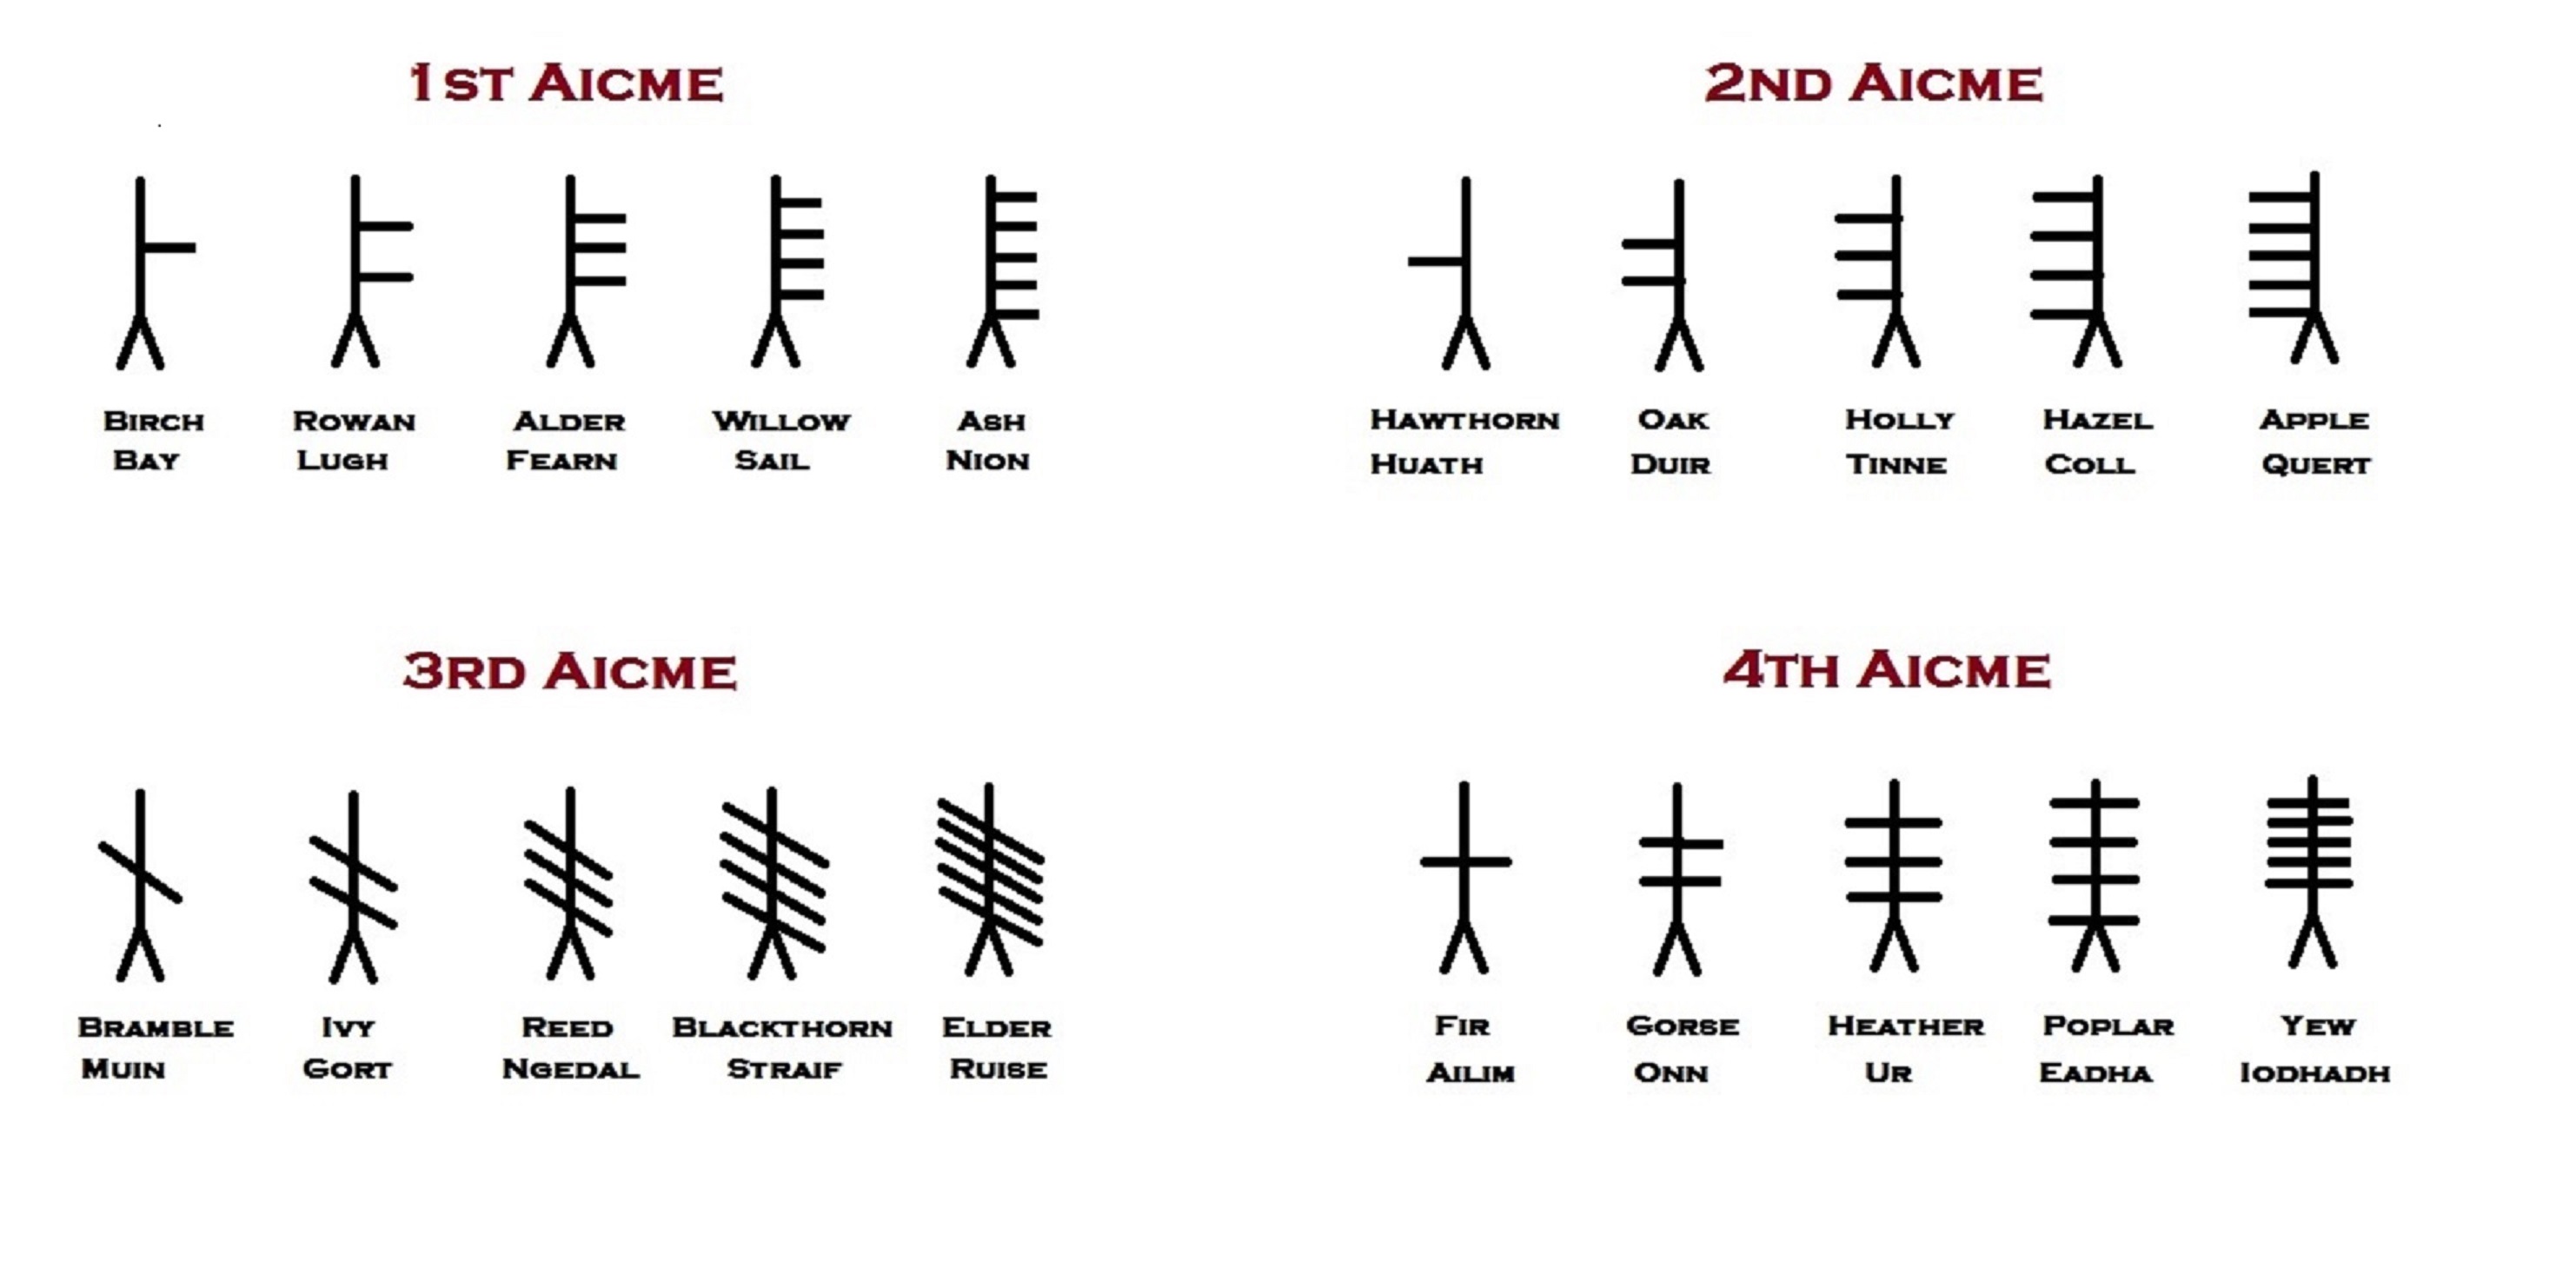 1st Aicme
Birch Rowan Alder Willow Ash
Bay Lugh Fearn Sail Nion
2nd Aicme
Hawthorn Oak Holly Hazel Apple
Huath Duir Tinne Coll Quert
3rd Aicme
Bramble Ivy Reed Blackthorn Elder
Muin Gort Ngedal Straif Ruise
4th Aicme
Fir Gorse Heather Poplar Yew
Ailim Onn Ur Eadha Iodhadh